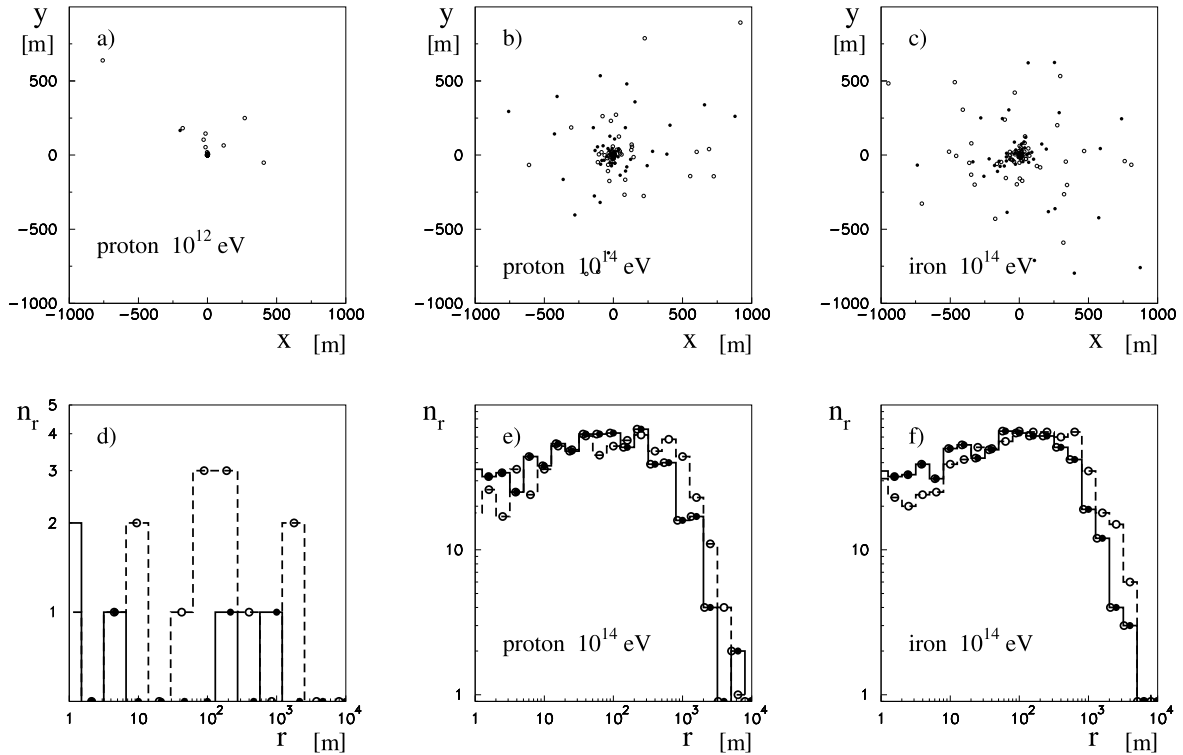 y
[m]
a)
500
0
−500
−1000
proton 10¹² eV
−1000 −500 0 500 1000
x [m]
y
[m]
b)
500
0
−500
−1000
proton 10¹⁴ eV
−1000 −500 0 500 1000
x [m]
y
[m]
c)
500
0
−500
−1000
iron 10¹⁴ eV
−1000 −500 0 500 1000
x [m]
nᵣ
d)
5
4
3
2
1
1 10 10² 10³ 10⁴
r [m]
nᵣ
e)
10
1
proton 10¹⁴ eV
1 10 10² 10³ 10⁴
r [m]
nᵣ
f)
10
1
iron 10¹⁴ eV
1 10 10² 10³ 10⁴
r [m]